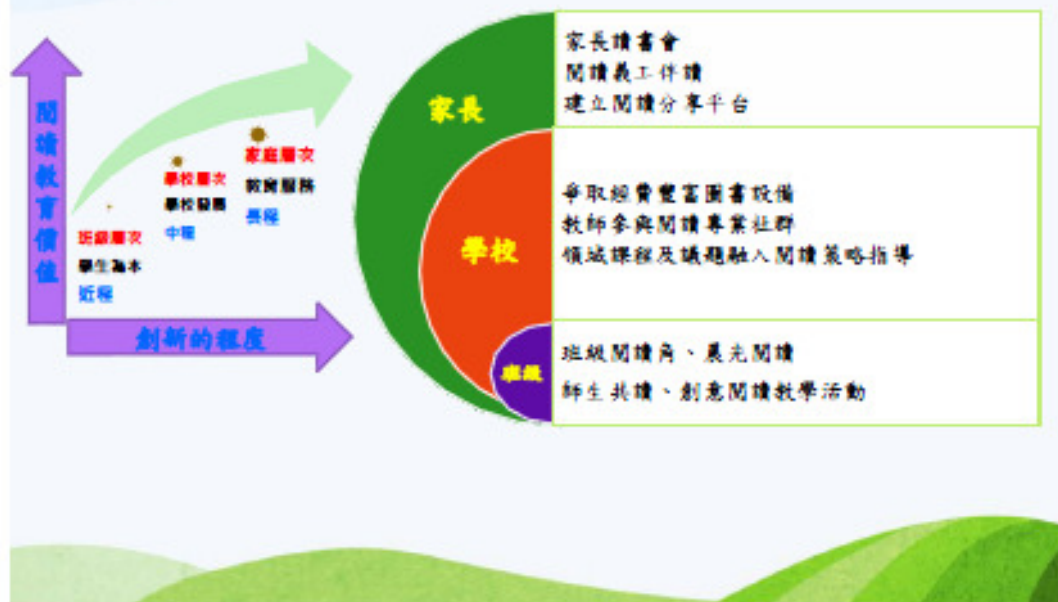 閱讀教育價值
創新的程度
班級層次
學生為本
近程
學校層次
學校發展
中程
家庭層次
教育服務
長程
家長
家長讀書會
閱讀義工伴讀
建立閱讀分享平台
學校
爭取經費豐富圖書設備
教師參與閱讀專業社群
領域課程及議題融入閱讀策略指導
班級
班級閱讀角、晨光閱讀
師生共讀、創意閱讀教學活動